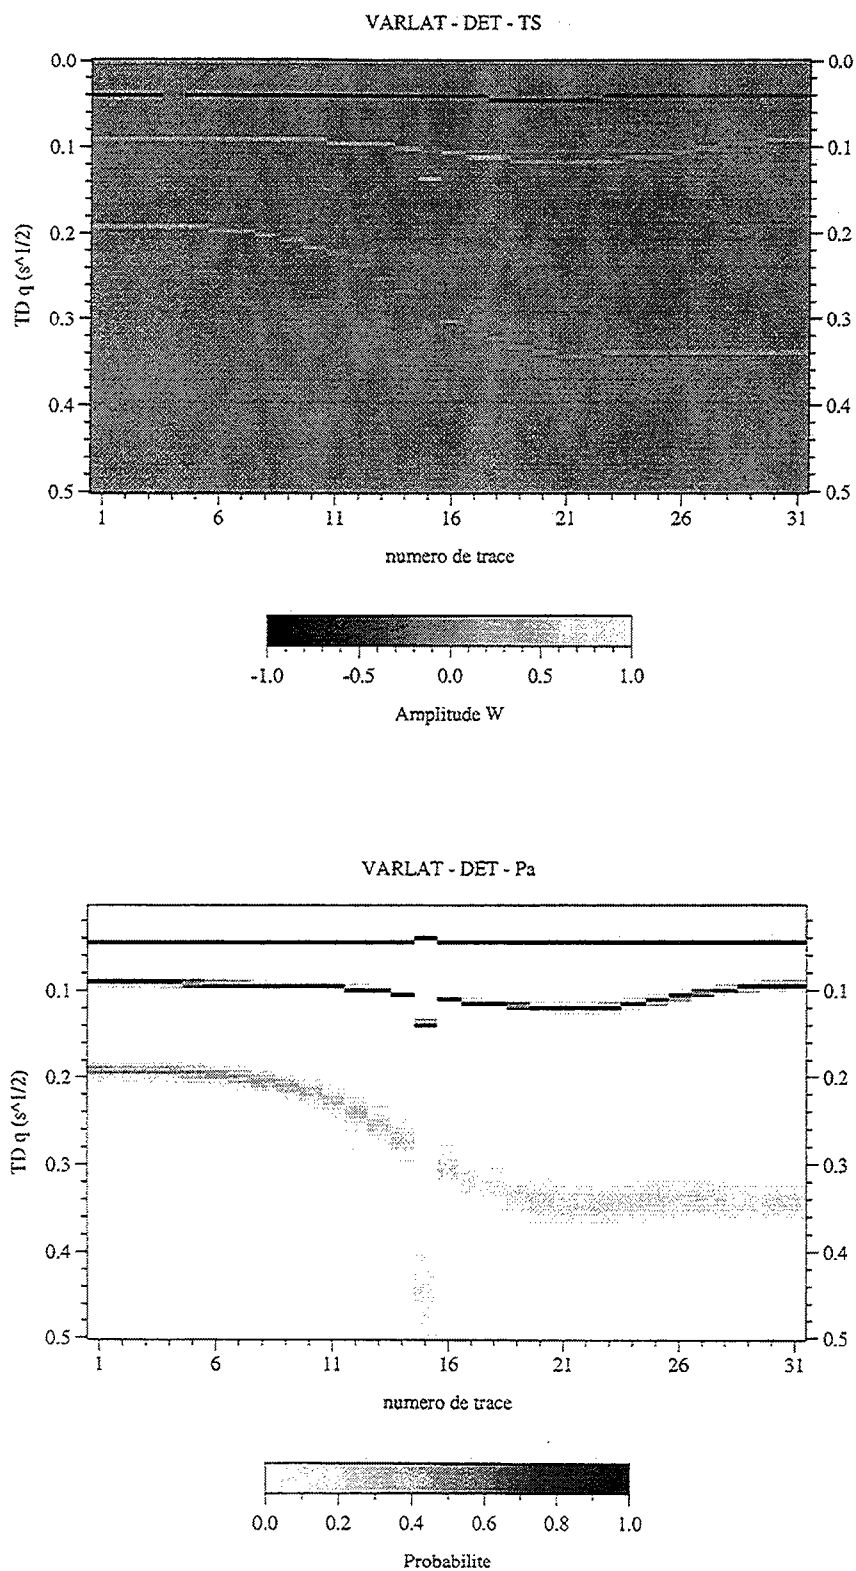 VARLAT - DET - TS
0.0 0.0
0.1 0.1
0.2 0.2
TD q (s^1/2)
0.3 0.3
0.4 0.4
0.5 0.5
1 6 11 16 21 26 31
numero de trace
-1.0 -0.5 0.0 0.5 1.0
Amplitude W
VARLAT - DET - Pa
0.1 0.1
0.2 0.2
TD q (s^1/2)
0.3 0.3
0.4 0.4
0.5 0.5
1 6 11 16 21 26 31
numero de trace
0.0 0.2 0.4 0.6 0.8 1.0
Probabilite